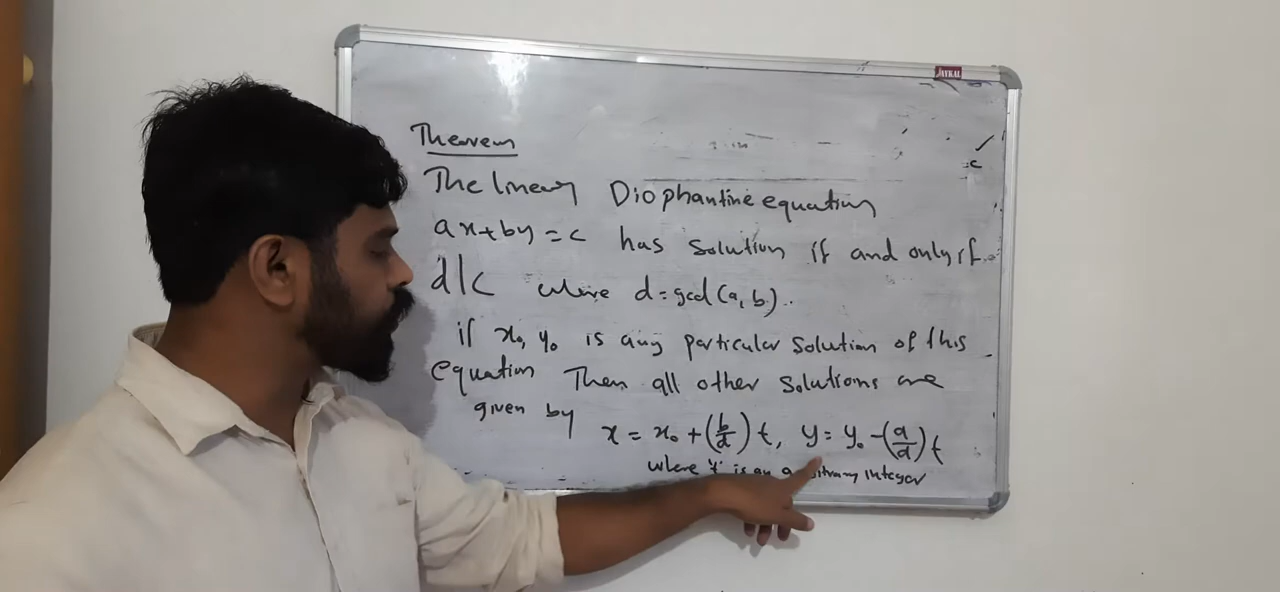 JAYKAL
Theorem
=c
The linear Diophantine equation
ax+by=c has solution if and only if
d|c where d=gcd(a, b).
if x₀, y₀ is any particular solution of this
equation Then all other solutions are
given by
x = x₀ + (b/d) t, y = y₀ - (a/d) t
where 't' is an arbitrary integer